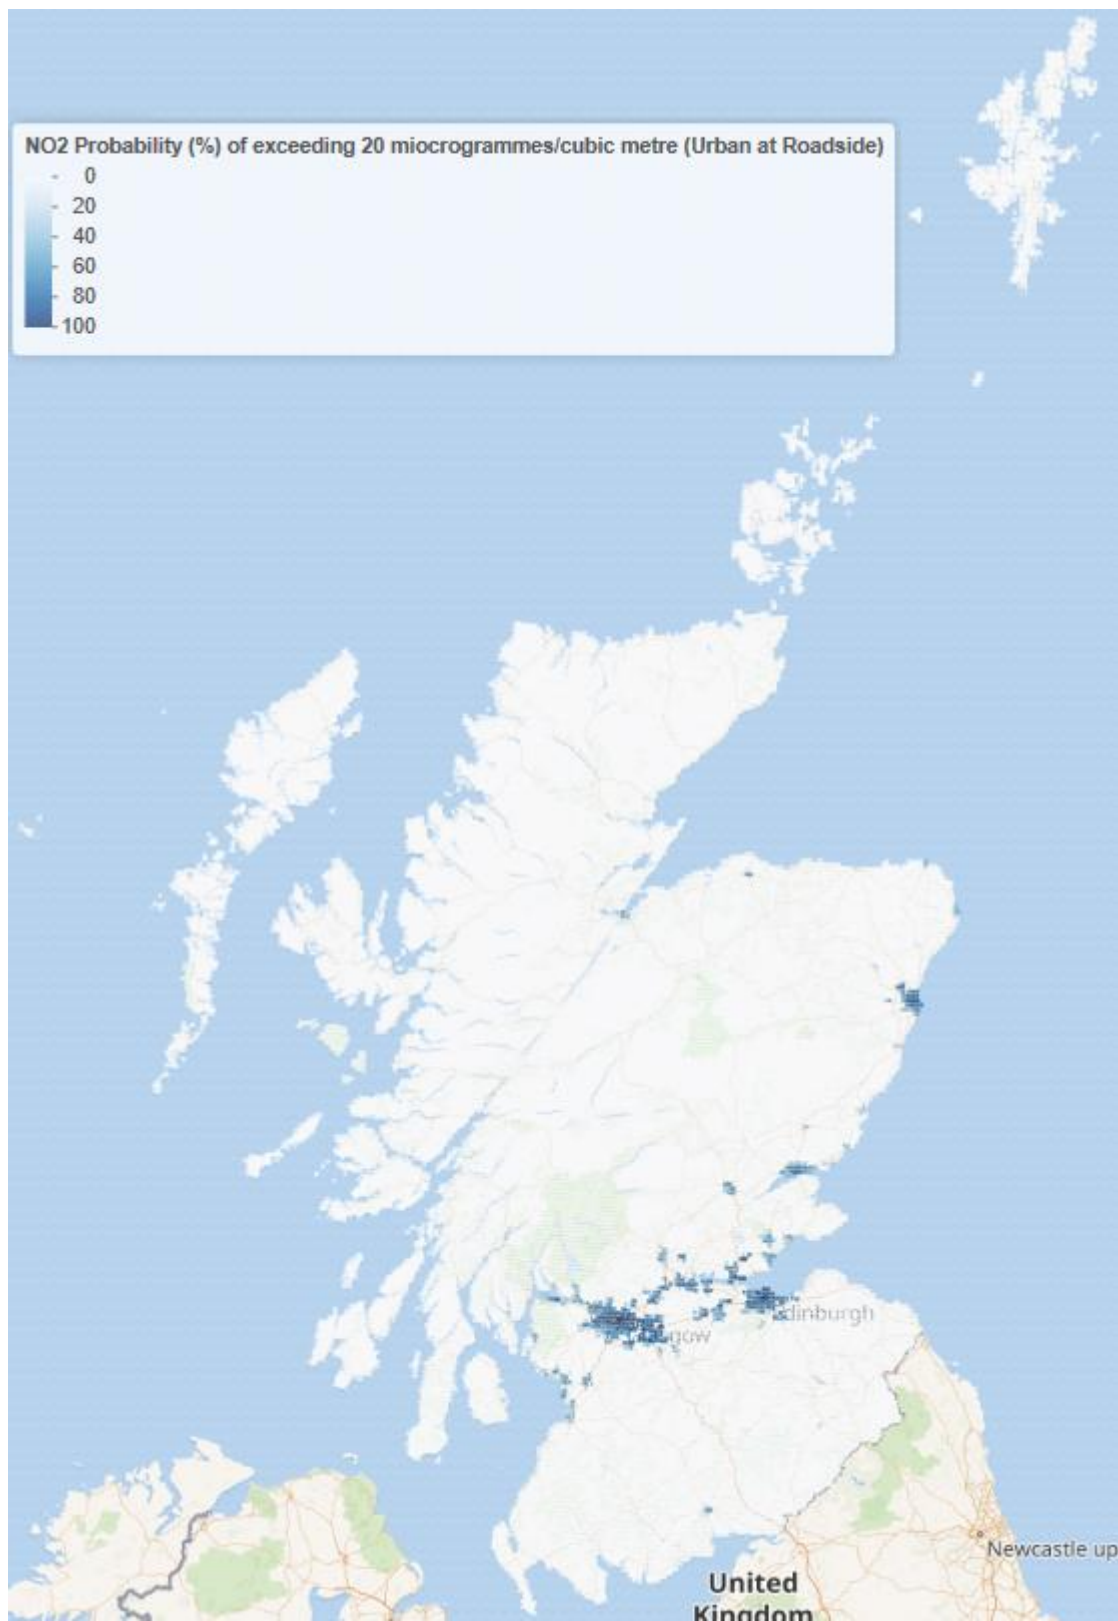 NO2 Probability (%) of exceeding 20 miocrogrammes/cubic metre (Urban at Roadside)
0
20
40
60
80
100
dinburgh
gow
Newcastle up
United
Kingdom